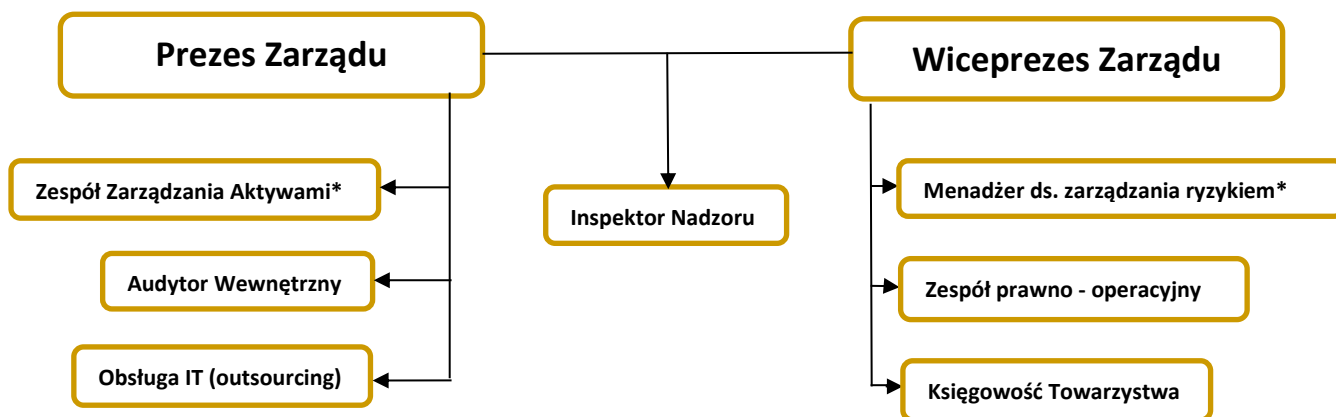 Prezes Zarządu
Wiceprezes Zarządu
Zespół Zarządzania Aktywami*
Inspektor Nadzoru
Menadżer ds. zarządzania ryzykiem*
Audytor Wewnętrzny
Zespół prawno - operacyjny
Obsługa IT (outsourcing)
Księgowość Towarzystwa